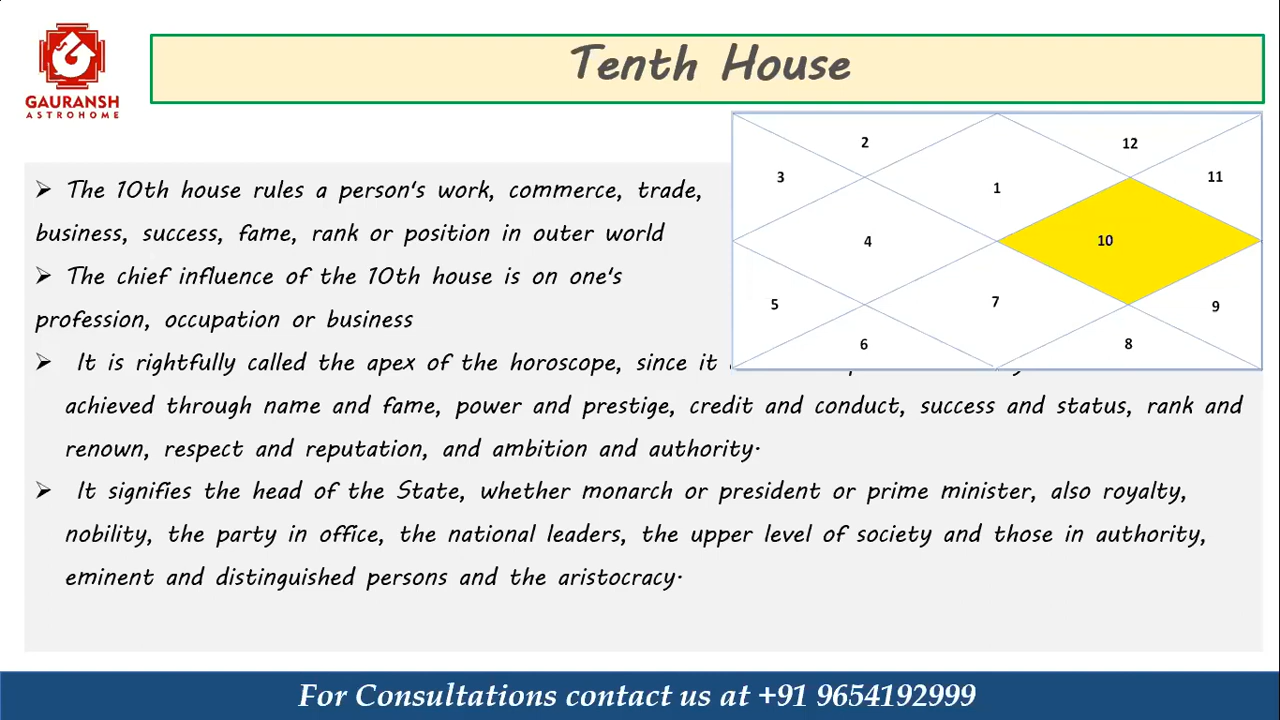 GAURANSH
ASTROHOME
Tenth House
➢ The 10th house rules a person's work, commerce, trade,
business, success, fame, rank or position in outer world
➢ The chief influence of the 10th house is on one's
profession, occupation or business
➢ It is rightfully called the apex of the horoscope, since it
achieved through name and fame, power and prestige, credit and conduct, success and status, rank and
renown, respect and reputation, and ambition and authority.
➢ It signifies the head of the State, whether monarch or president or prime minister, also royalty,
nobility, the party in office, the national leaders, the upper level of society and those in authority,
eminent and distinguished persons and the aristocracy.
2
12
3
11
1
4
10
7
5
9
6
8
For Consultations contact us at +91 9654192999